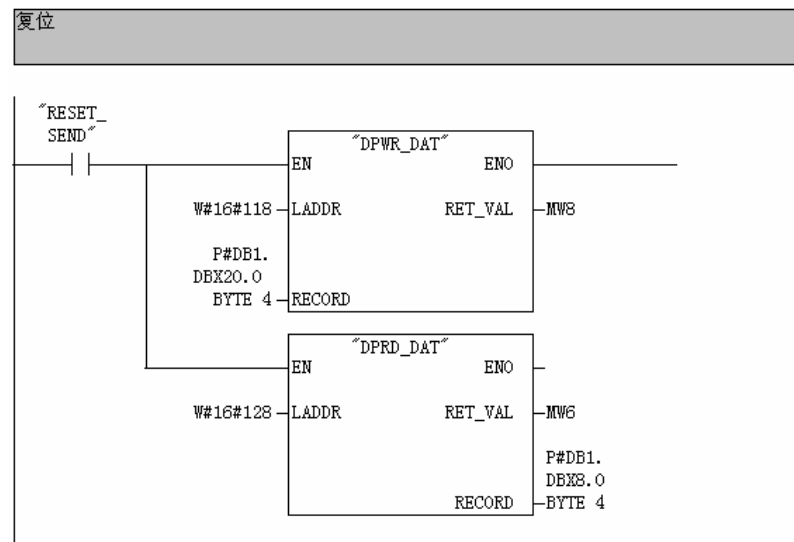 复位
"RESET_
SEND"
"DPWR_DAT"
EN
ENO
W#16#118
LADDR
RET_VAL
MW8
P#DB1.
DBX20.0
BYTE 4
RECORD
"DPRD_DAT"
EN
ENO
W#16#128
LADDR
RET_VAL
MW6
P#DB1.
DBX8.0
RECORD
BYTE 4